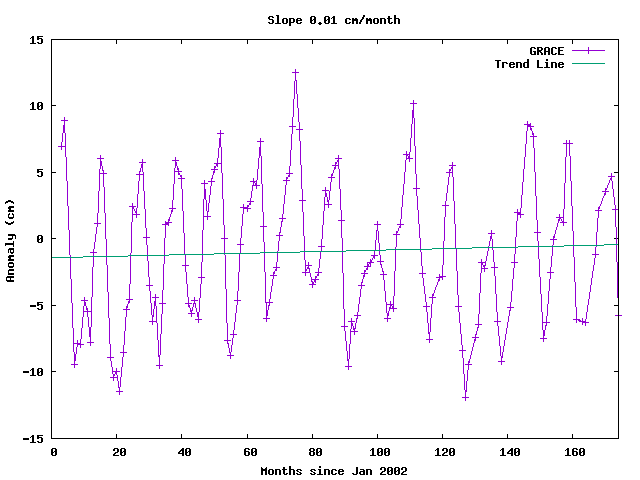 Slope 0.01 cm/month
GRACE
Trend Line
15
10
5
0
-5
-10
-15
Anomaly (cm)
0 20 40 60 80 100 120 140 160
Months since Jan 2002